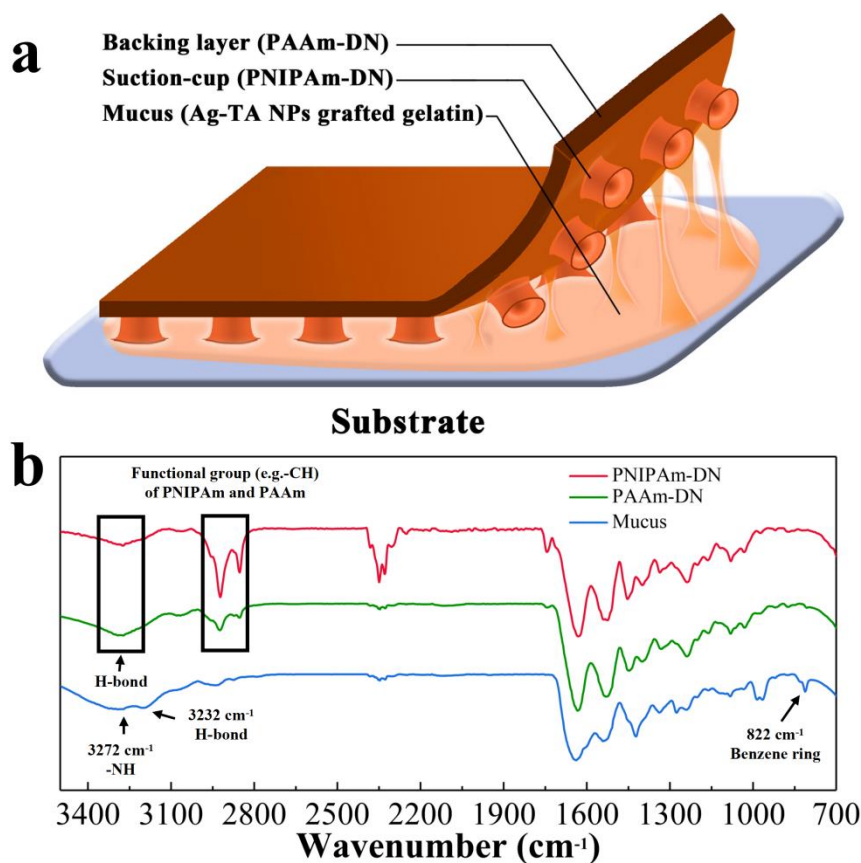 a
Backing layer (PAAm-DN)
Suction-cup (PNIPAm-DN)
Mucus (Ag-TA NPs grafted gelatin)
Substrate
b
Functional group (e.g.-CH)
of PNIPAm and PAAm
PNIPAm-DN
PAAm-DN
Mucus
H-bond
3272 cm⁻¹
-NH
3232 cm⁻¹
H-bond
822 cm⁻¹
Benzene ring
3400 3100 2800 2500 2200 1900 1600 1300 1000 700
Wavenumber (cm⁻¹)